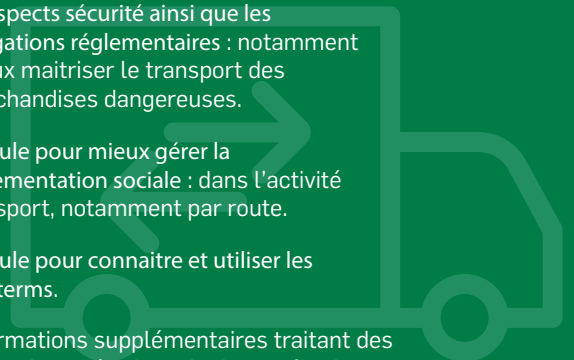 spects sécurité ainsi que les
gations réglementaires : notamment
ux maitriser le transport des
chandises dangereuses.
ule pour mieux gérer la
ementation sociale : dans l'activité
sport, notamment par route.
ule pour connaitre et utiliser les
terms.
rmations supplémentaires traitant des